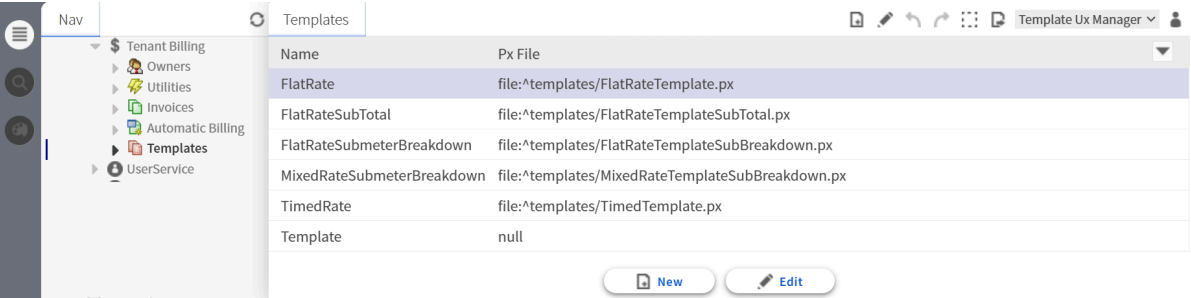 Nav
Templates
Template Ux Manager
Tenant Billing
Owners
Utilities
Invoices
Automatic Billing
Templates
UserService
Name Px File
FlatRate file:^templates/FlatRateTemplate.px
FlatRateSubTotal file:^templates/FlatRateTemplateSubTotal.px
FlatRateSubmeterBreakdown file:^templates/FlatRateTemplateSubBreakdown.px
MixedRateSubmeterBreakdown file:^templates/MixedRateTemplateSubBreakdown.px
TimedRate file:^templates/TimedTemplate.px
Template null
New Edit